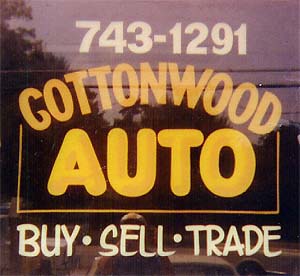 743-1291
COTTONWOOD
AUTO
BUY · SELL · TRADE